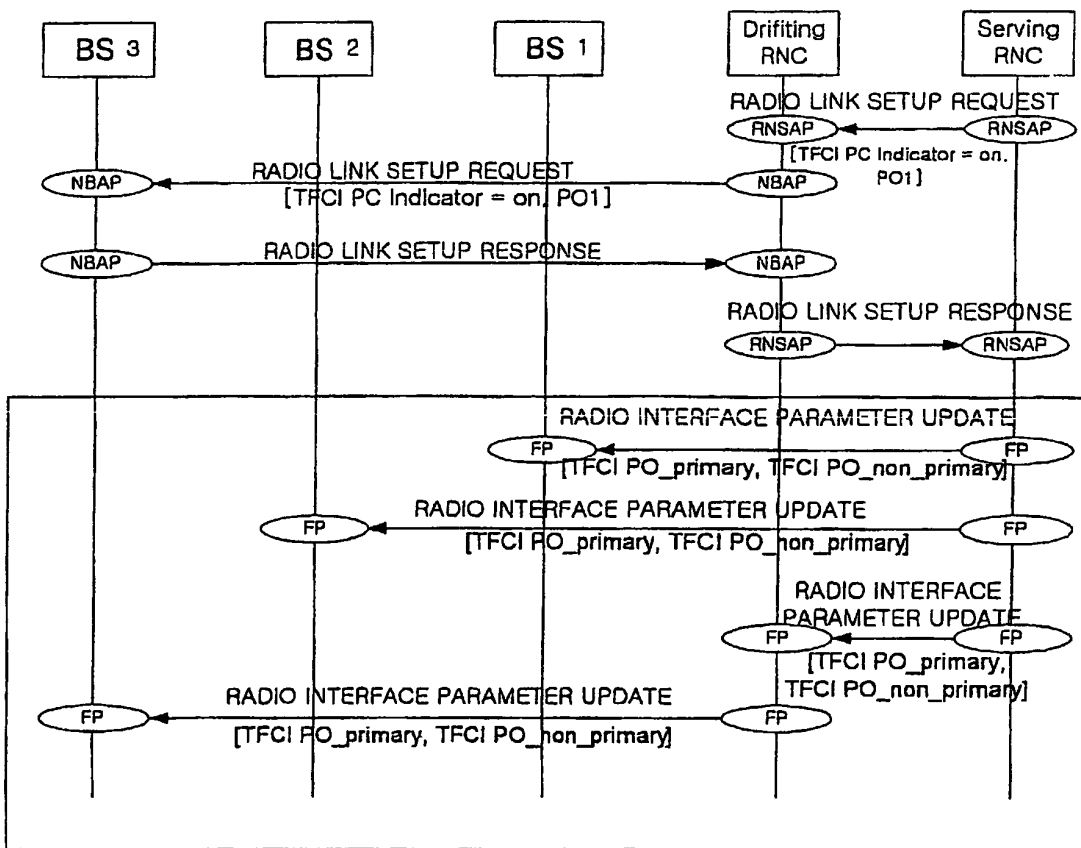 BS 3
BS 2
BS 1
Drifiting
RNC
Serving
RNC
RADIO LINK SETUP REQUEST
RNSAP
RNSAP
[TFCI PC Indicator = on,
PO1]
RADIO LINK SETUP REQUEST
NBAP
NBAP
[TFCI PC Indicator = on, PO1]
RADIO LINK SETUP RESPONSE
NBAP
NBAP
RADIO LINK SETUP RESPONSE
RNSAP
RNSAP
RADIO INTERFACE PARAMETER UPDATE
FP
FP
[TFCI PO_primary, TFCI PO_non_primary]
RADIO INTERFACE PARAMETER UPDATE
FP
FP
[TFCI PO_primary, TFCI PO_non_primary]
RADIO INTERFACE
PARAMETER UPDATE
FP
FP
[TFCI PO_primary,
TFCI PO_non_primary]
RADIO INTERFACE PARAMETER UPDATE
FP
FP
[TFCI PO_primary, TFCI PO_non_primary]